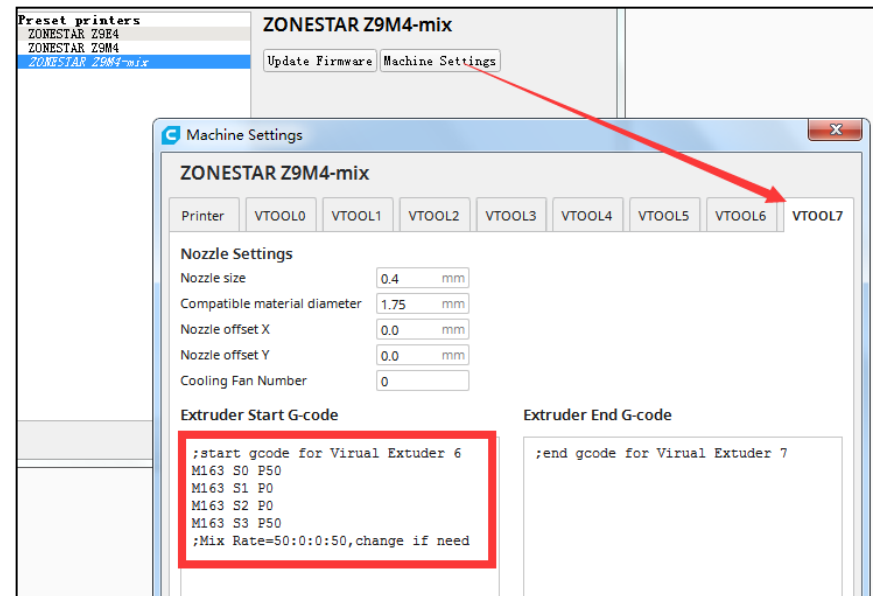 Preset printers
ZONESTAR Z9E4
ZONESTAR Z9M4
ZONESTAR Z9M4-mix
ZONESTAR Z9M4-mix
Update Firmware Machine Settings
Machine Settings
ZONESTAR Z9M4-mix
Printer VTOOL0 VTOOL1 VTOOL2 VTOOL3 VTOOL4 VTOOL5 VTOOL6 VTOOL7
Nozzle Settings
Nozzle size 0.4 mm
Compatible material diameter 1.75 mm
Nozzle offset X 0.0 mm
Nozzle offset Y 0.0 mm
Cooling Fan Number 0
Extruder Start G-code
;start gcode for Virual Extuder 6
M163 S0 P50
M163 S1 P0
M163 S2 P0
M163 S3 P50
;Mix Rate=50:0:0:50,change if need
Extruder End G-code
;end gcode for Virual Extuder 7